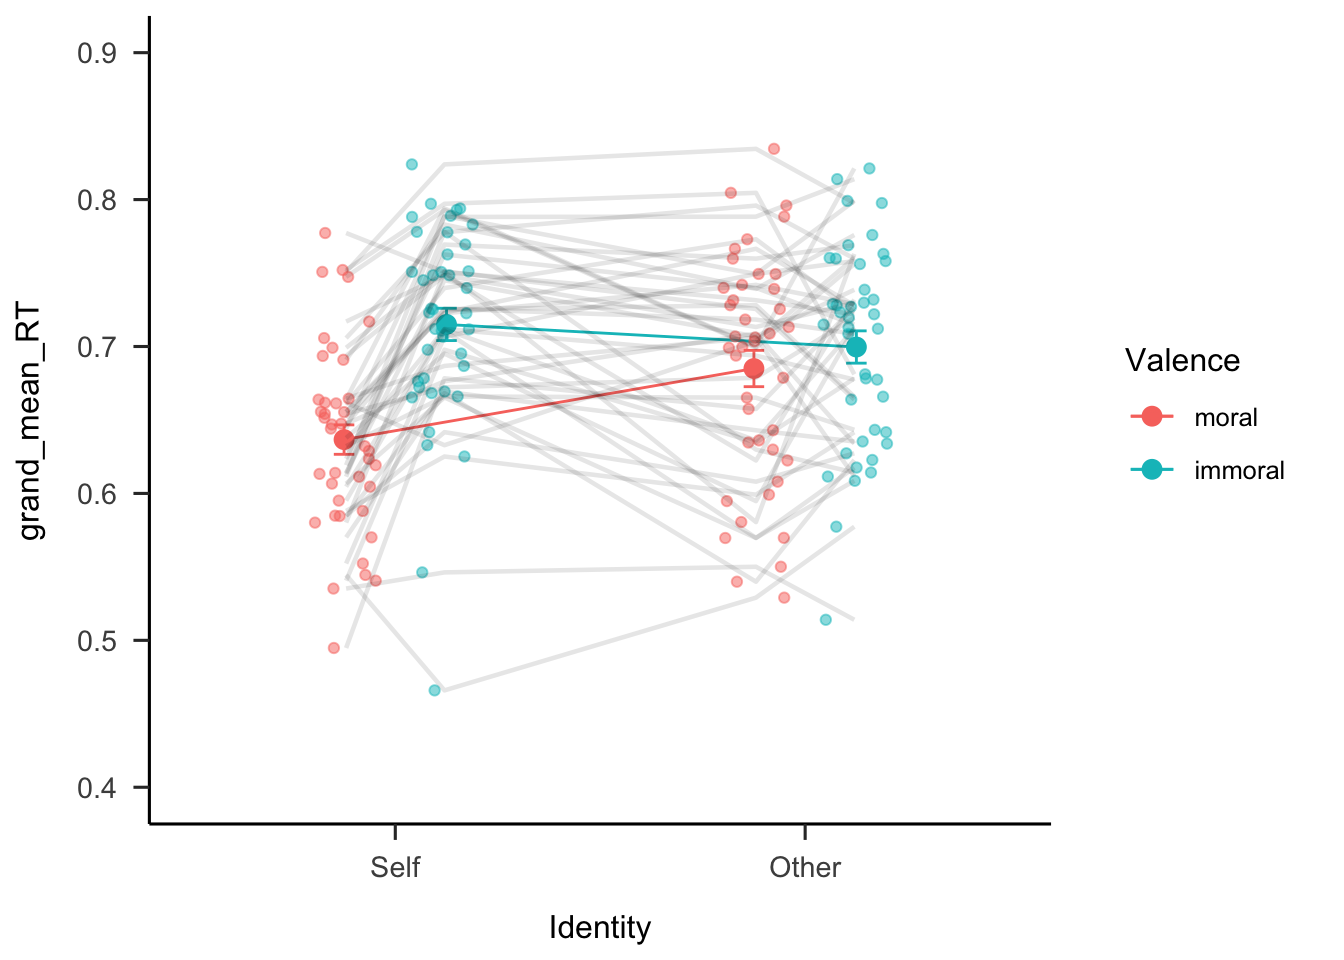 grand_mean_RT
0.9
0.8
0.7
0.6
0.5
0.4
Self
Other
Identity
Valence
moral
immoral